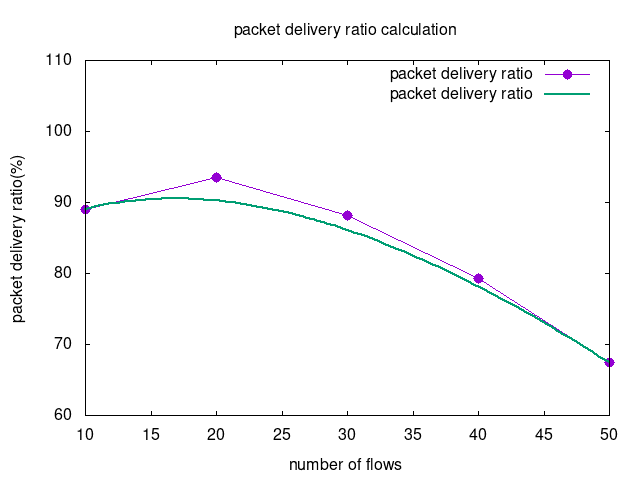 packet delivery ratio calculation
packet delivery ratio
packet delivery ratio
110
100
90
80
70
60
packet delivery ratio(%)
10 15 20 25 30 35 40 45 50
number of flows